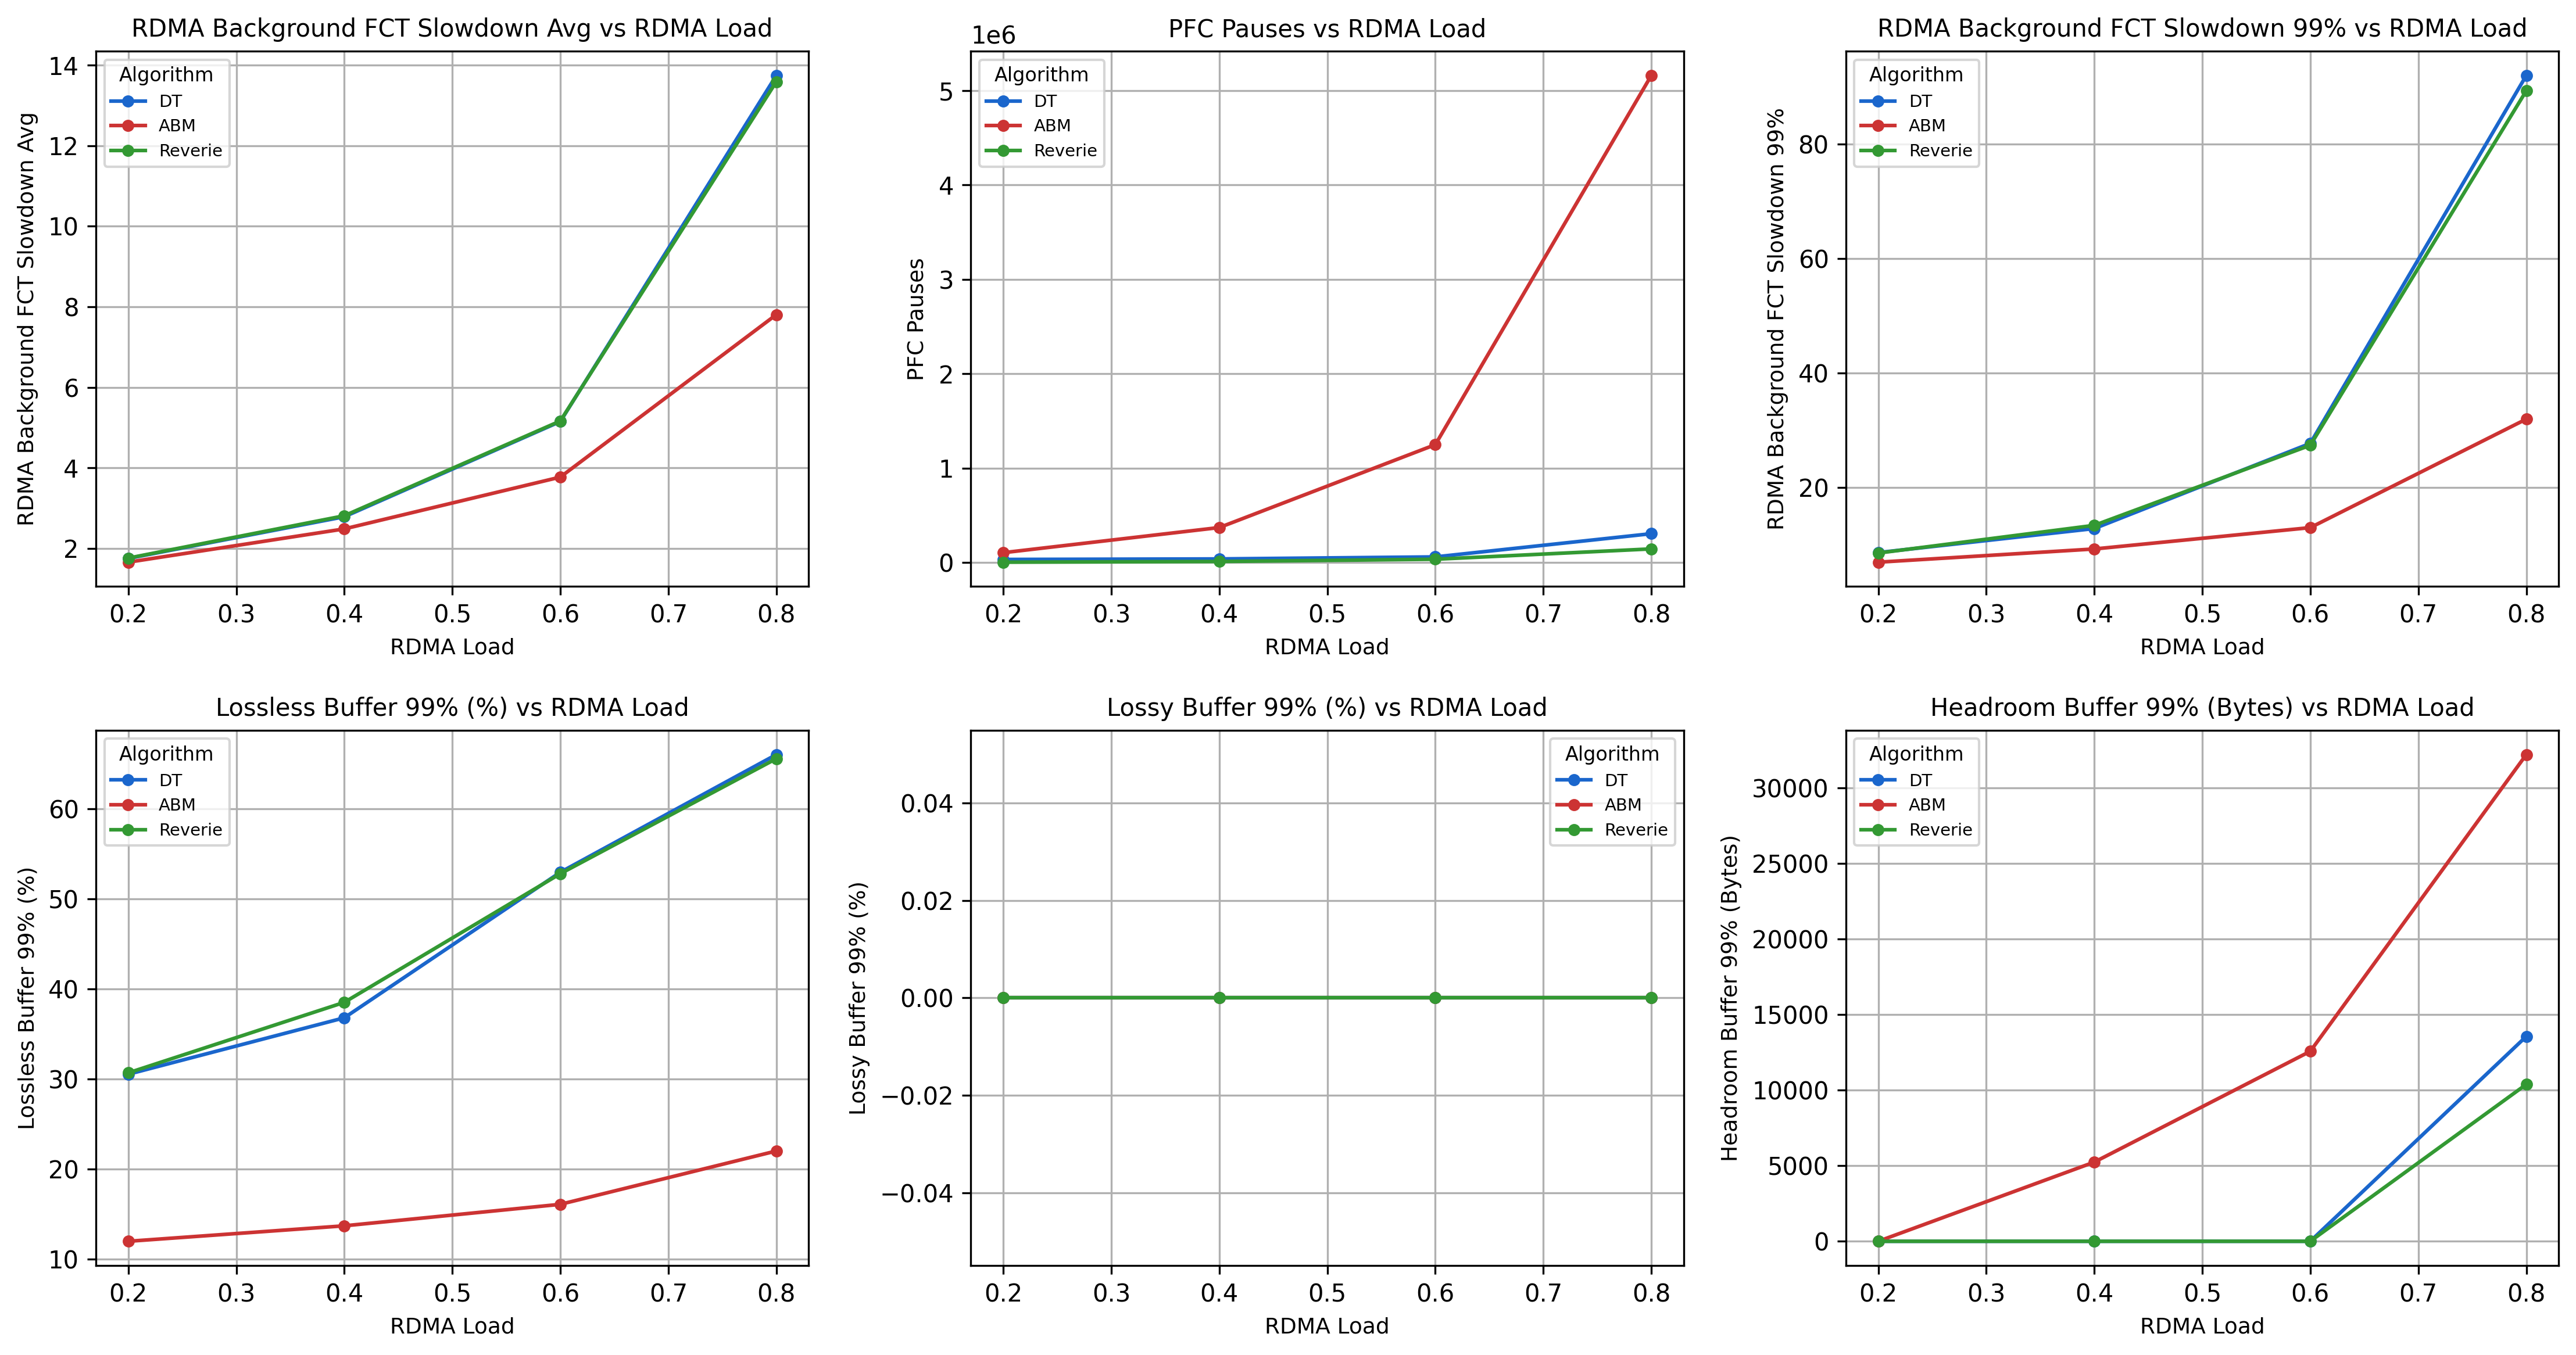 RDMA Background FCT Slowdown Avg vs RDMA Load
RDMA Background FCT Slowdown Avg
14
12
10
8
6
4
2
Algorithm
DT
ABM
Reverie
0.2 0.3 0.4 0.5 0.6 0.7 0.8
RDMA Load
PFC Pauses vs RDMA Load
1e6
PFC Pauses
5
4
3
2
1
0
Algorithm
DT
ABM
Reverie
0.2 0.3 0.4 0.5 0.6 0.7 0.8
RDMA Load
RDMA Background FCT Slowdown 99% vs RDMA Load
RDMA Background FCT Slowdown 99%
80
60
40
20
Algorithm
DT
ABM
Reverie
0.2 0.3 0.4 0.5 0.6 0.7 0.8
RDMA Load
Lossless Buffer 99% (%) vs RDMA Load
Lossless Buffer 99% (%)
60
50
40
30
20
10
Algorithm
DT
ABM
Reverie
0.2 0.3 0.4 0.5 0.6 0.7 0.8
RDMA Load
Lossy Buffer 99% (%) vs RDMA Load
Lossy Buffer 99% (%)
0.04
0.02
0.00
−0.02
−0.04
Algorithm
DT
ABM
Reverie
0.2 0.3 0.4 0.5 0.6 0.7 0.8
RDMA Load
Headroom Buffer 99% (Bytes) vs RDMA Load
Headroom Buffer 99% (Bytes)
30000
25000
20000
15000
10000
5000
0
Algorithm
DT
ABM
Reverie
0.2 0.3 0.4 0.5 0.6 0.7 0.8
RDMA Load